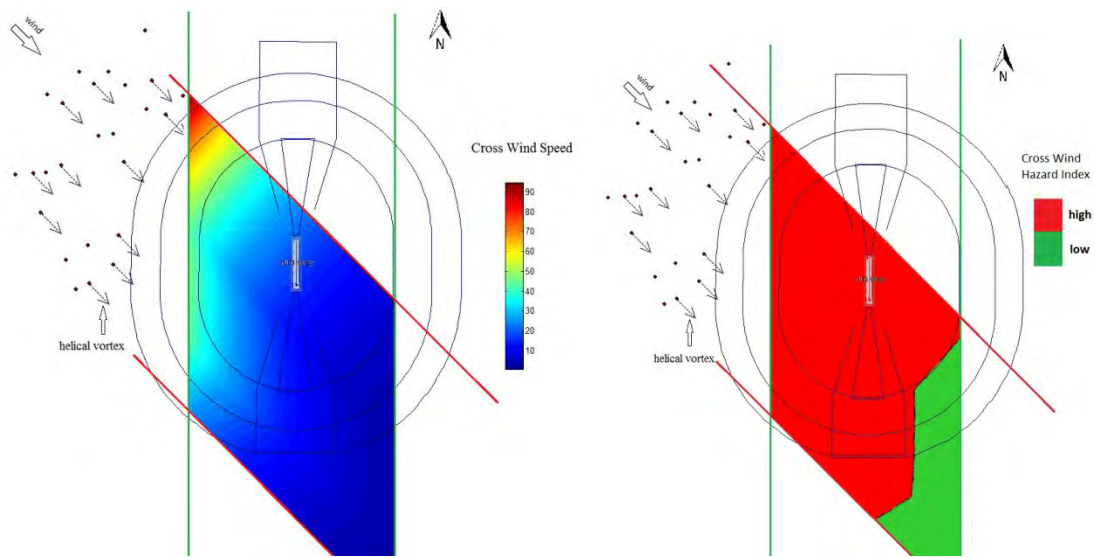 wind
N
Cross Wind Speed
90
80
70
60
50
40
30
20
10
helical vortex
wind
N
Cross Wind
Hazard Index
high
low
helical vortex